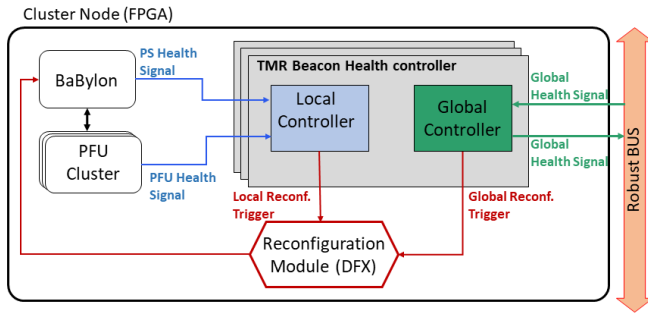 Cluster Node (FPGA)
BaBylon
PS Health
Signal
TMR Beacon Health controller
Local
Controller
Global
Controller
Global
Health Signal
Global
Health Signal
PFU
Cluster
PFU Health
Signal
Local Reconf.
Trigger
Global Reconf.
Trigger
Reconfiguration
Module (DFX)
Robust BUS